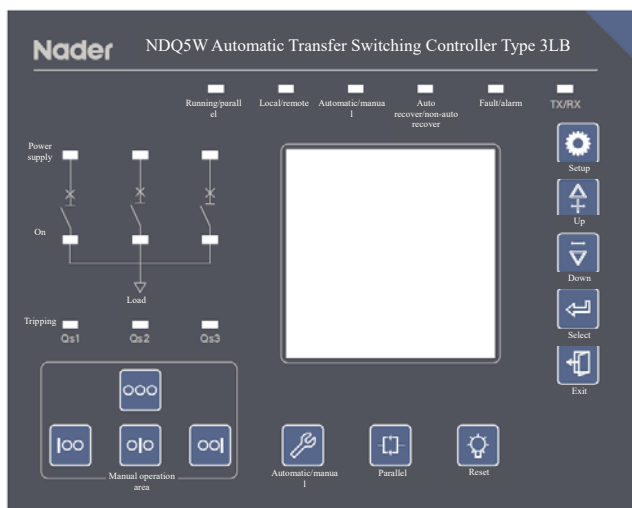 Nader
NDQ5W Automatic Transfer Switching Controller Type 3LB
Running/parall
el
Local/remote
Automatic/manua
l
Auto
recover/non-auto
recover
Fault/alarm
TX/RX
Power
supply
On
Load
Tripping
Qs1
Qs2
Qs3
Manual operation
area
Automatic/manua
l
Parallel
Reset
Setup
Up
Down
Select
Exit